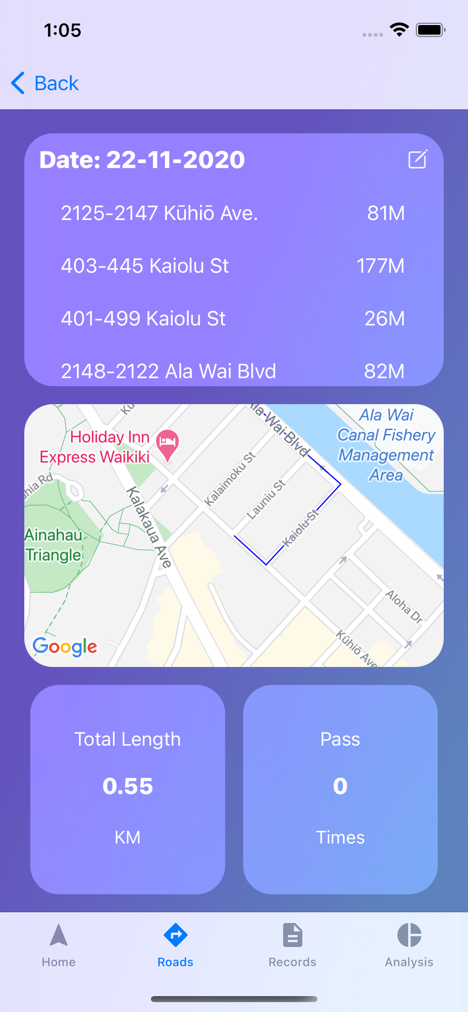 1:05
Back
Date: 22-11-2020
2125-2147 Kūhiō Ave. 81M
403-445 Kaiolu St 177M
401-499 Kaiolu St 26M
2148-2122 Ala Wai Blvd 82M
Ala Wai
Canal Fishery
Management
Area
Ala-Wai-Blvd
Holiday Inn
Express Waikiki
Kalaimoku St
Launiu St
Kaiolu St
Kalakaua Ave
Ainahau
Triangle
Aloha Dr
Kūhiō Ave
Google
Total Length
0.55
KM
Pass
0
Times
Home
Roads
Records
Analysis